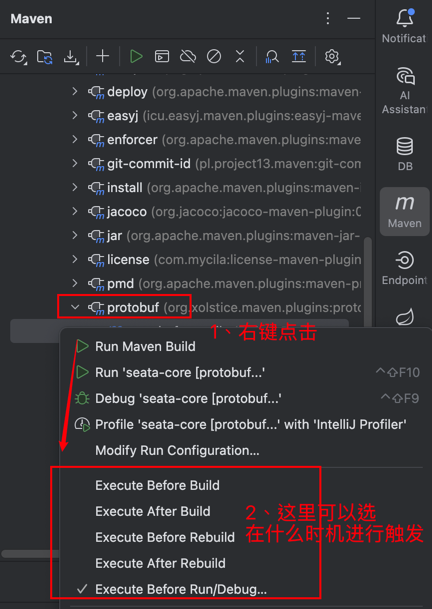 Maven
Notificat
AI
Assistan
DB
m
Maven
Endpoint
deploy (org.apache.maven.plugins:maven-
easyj (icu.easyj.maven.plugins:easyj-mave
enforcer (org.apache.maven.plugins:maven-
git-commit-id (pl.project13.maven:git-com
install (org.apache.maven.plugins:maven-i
jacoco (org.jacoco:jacoco-maven-plugin:0
jar (org.apache.maven.plugins:maven-jar-
license (com.mycila:license-maven-plugin
pmd (org.apache.maven.plugins:maven-p
protobuf (org.xolstice.maven.plugins:proto
1、右键点击
Run Maven Build
Run 'seata-core [protobuf...' ⌃⇧F10
Debug 'seata-core [protobuf...' ⌃⇧F9
Profile 'seata-core [protobuf...' with 'IntelliJ Profiler'
Modify Run Configuration...
Execute Before Build
Execute After Build
Execute Before Rebuild
Execute After Rebuild
Execute Before Run/Debug...
2、这里可以选
在什么时机进行触发